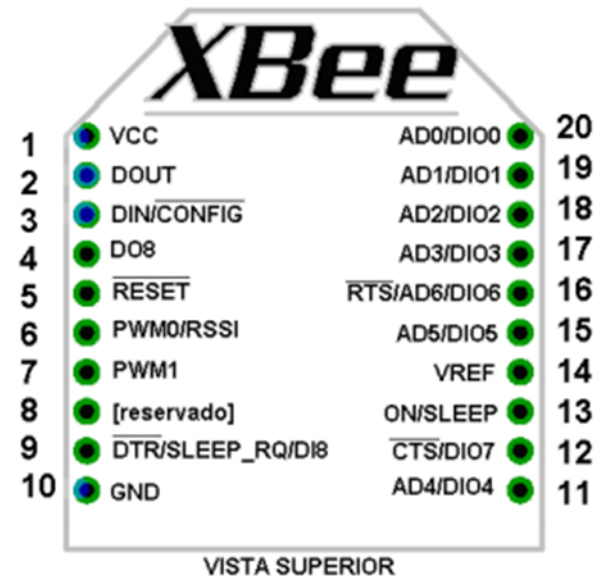 XBee
1 VCC AD0/DIO0 20
2 DOUT AD1/DIO1 19
3 DIN/CONFIG AD2/DIO2 18
4 DO8 AD3/DIO3 17
5 RESET RTS/AD6/DIO6 16
6 PWM0/RSSI AD5/DIO5 15
7 PWM1 VREF 14
8 [reservado] ON/SLEEP 13
9 DTR/SLEEP_RQ/DI8 CTS/DIO7 12
10 GND AD4/DIO4 11
VISTA SUPERIOR